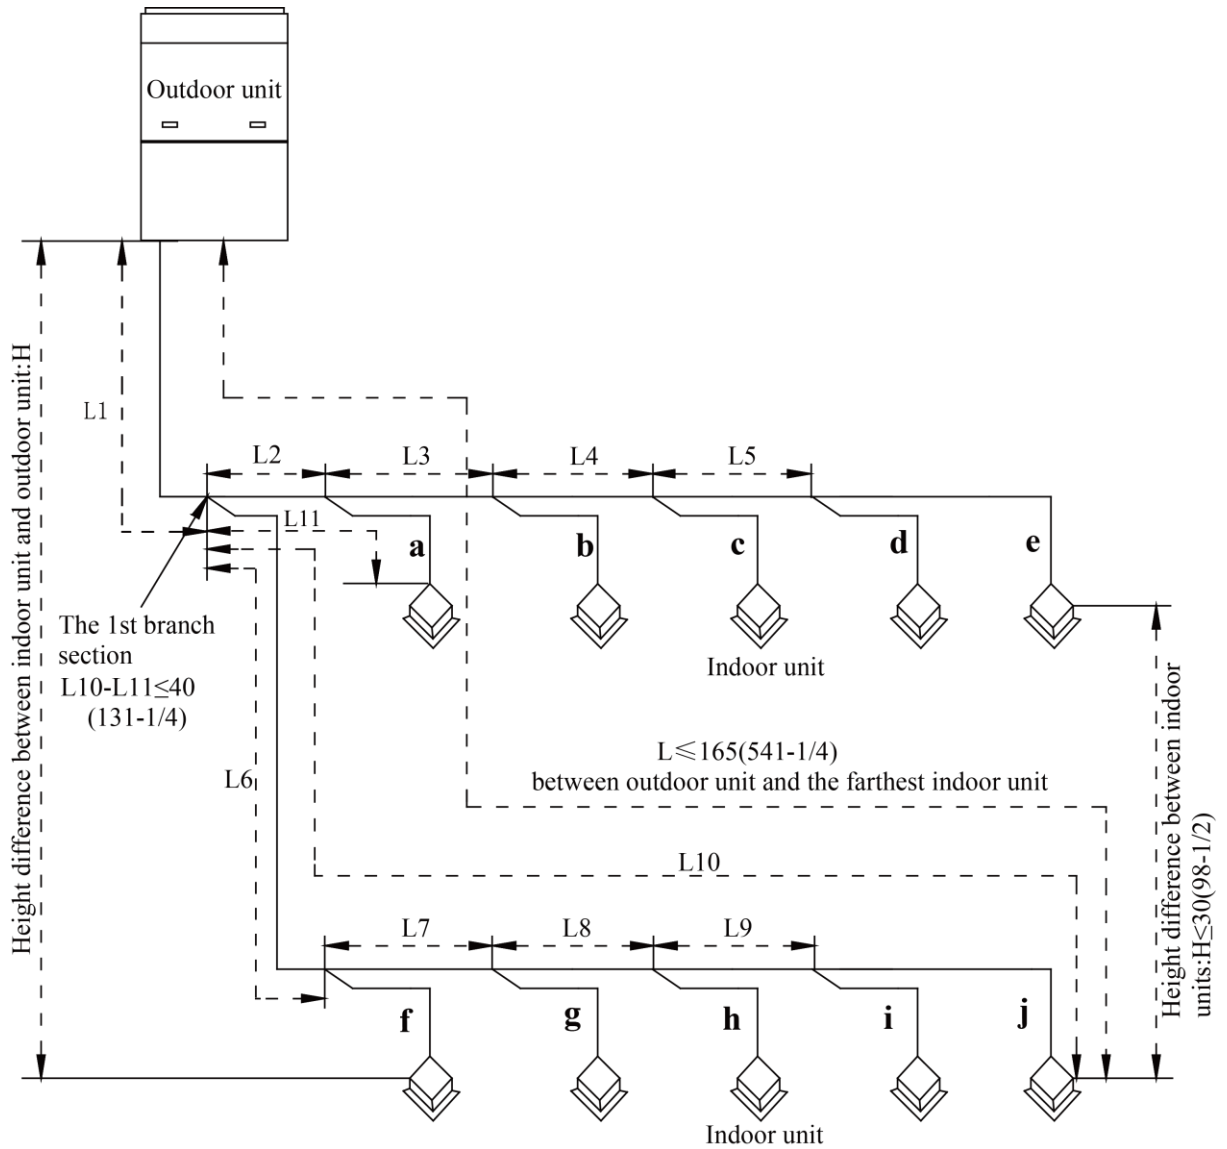 Outdoor unit
Height difference between indoor unit and outdoor unit:H
L1
L2
L3
L4
L5
L11
a
b
c
d
e
The 1st branch
section
L10-L11≤40
(131-1/4)
Indoor unit
L6
L≤165(541-1/4)
between outdoor unit and the farthest indoor unit
Height difference between indoor
units:H≤30(98-1/2)
L10
L7
L8
L9
f
g
h
i
j
Indoor unit